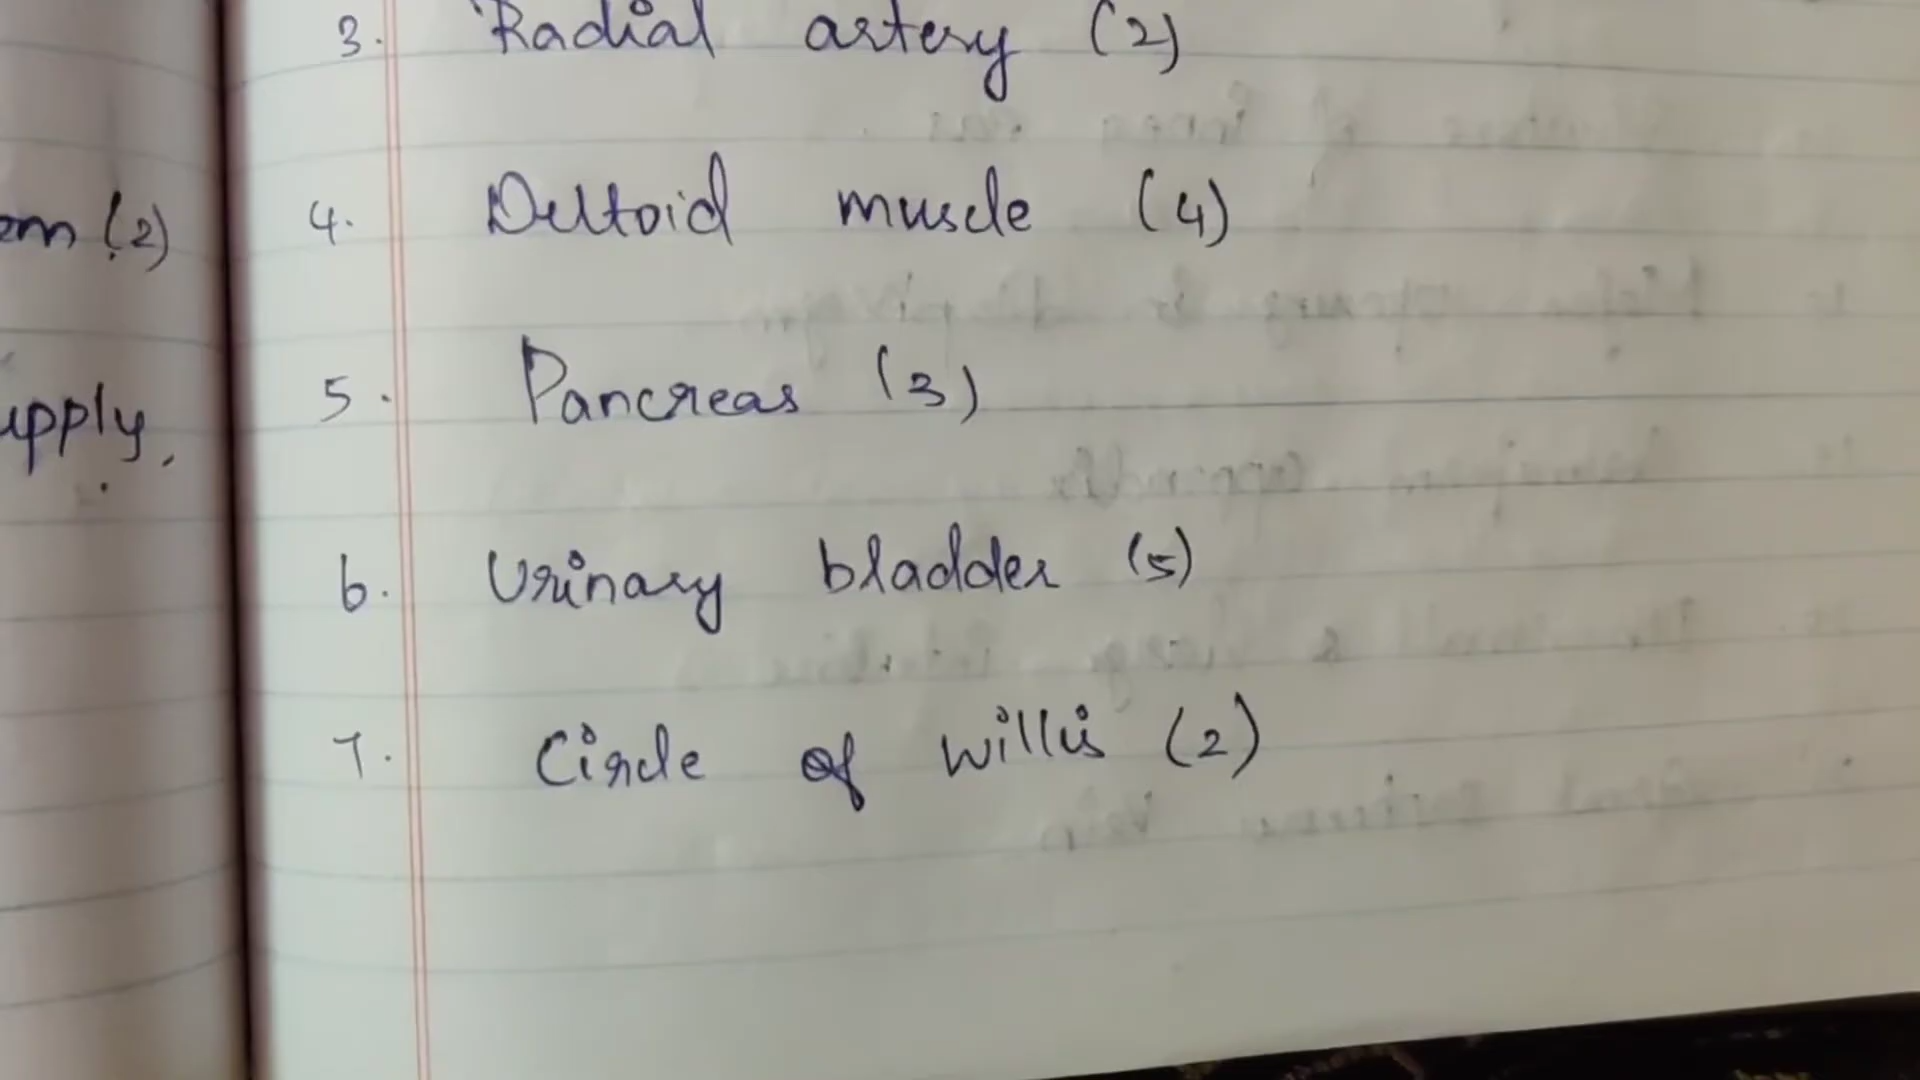 3. Radial artery (2)
4. Deltoid muscle (4)
5. Pancreas (3)
6. Urinary bladder (5)
7. Circle of willis (2)
(2)